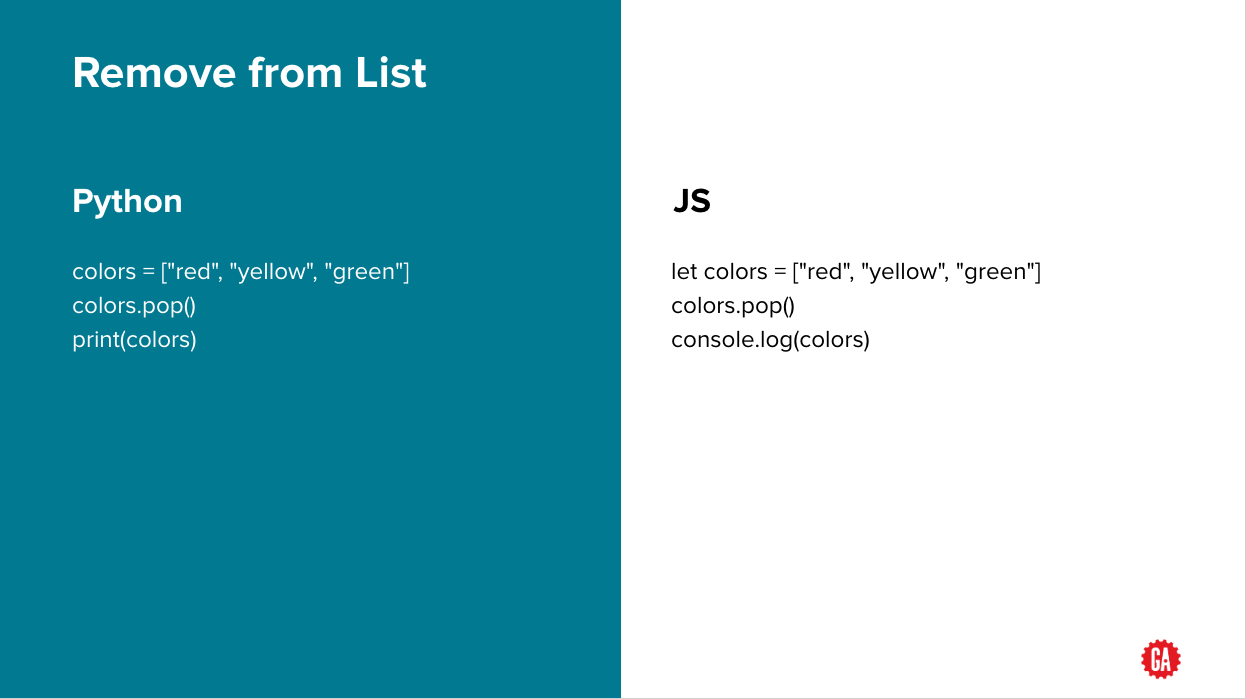 Remove from List
Python
colors = ["red", "yellow", "green"]
colors.pop()
print(colors)
JS
let colors = ["red", "yellow", "green"]
colors.pop()
console.log(colors)
GA